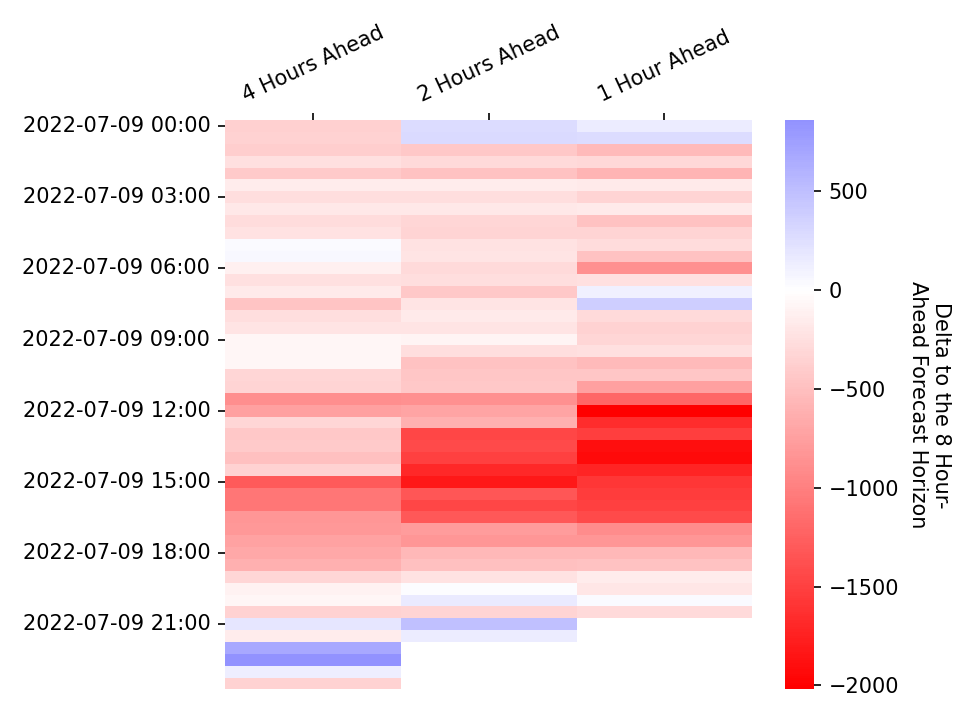 4 Hours Ahead
2 Hours Ahead
1 Hour Ahead
2022-07-09 00:00
2022-07-09 03:00
2022-07-09 06:00
2022-07-09 09:00
2022-07-09 12:00
2022-07-09 15:00
2022-07-09 18:00
2022-07-09 21:00
500
0
−500
−1000
−1500
−2000
Delta to the 8 Hour-
Ahead Forecast Horizon